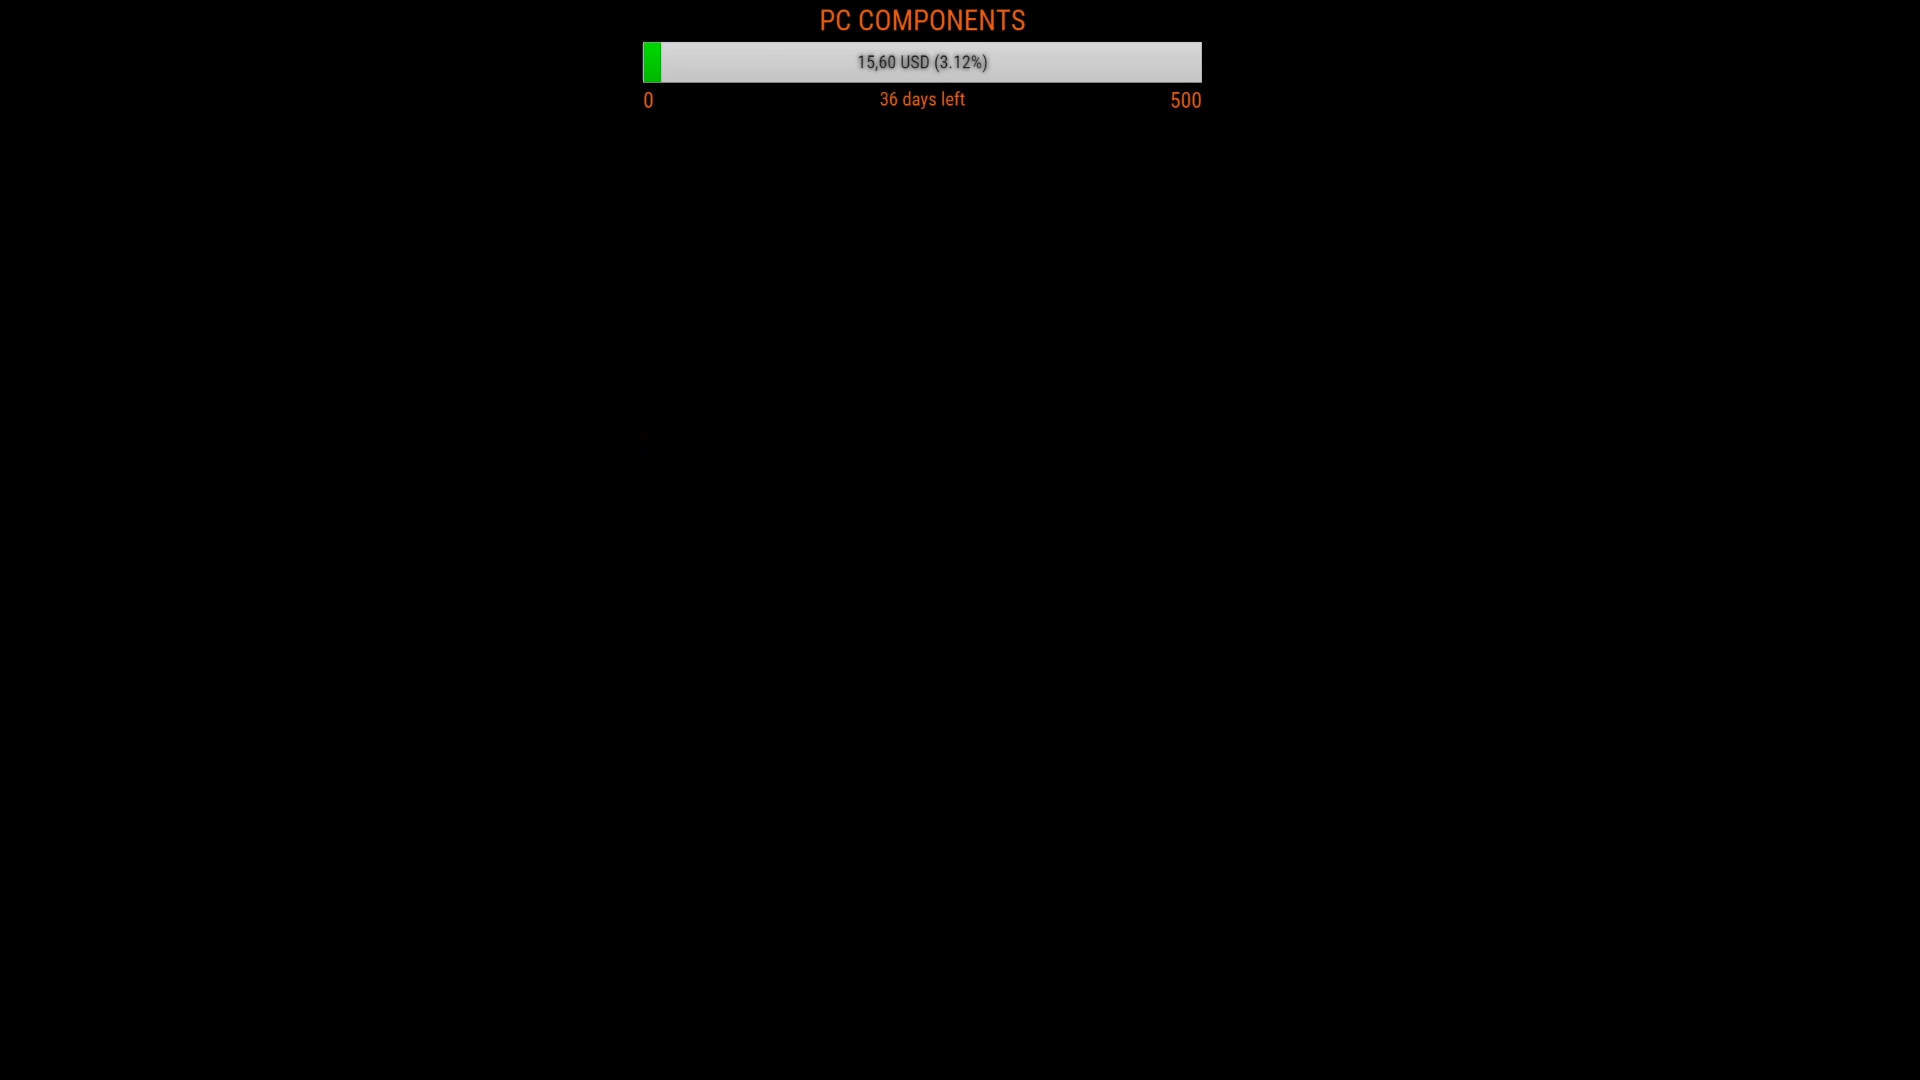 PC COMPONENTS
15,60 USD (3.12%)
0 36 days left 500